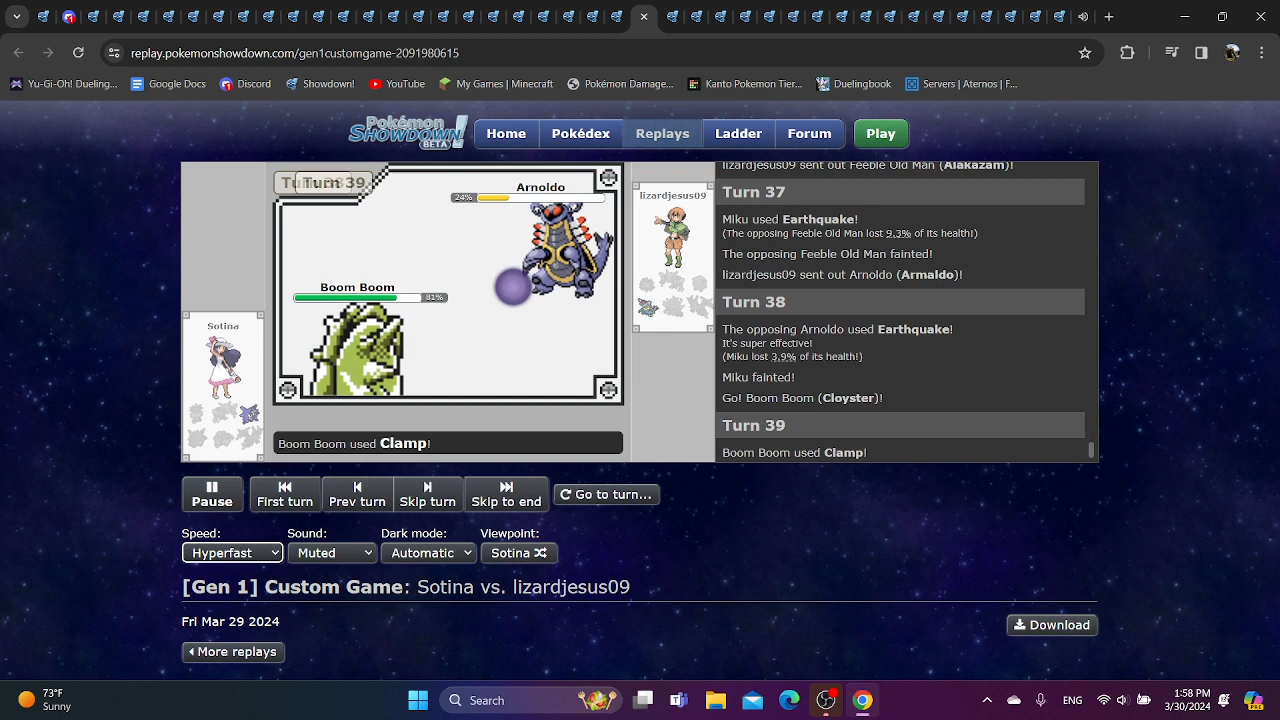 replay.pokemonshowdown.com/gen1customgame-2091980615
Yu-Gi-Oh! Dueling...
Google Docs
Discord
Showdown!
YouTube
My Games | Minecraft
Pokémon Damage...
Kanto Pokemon Tier...
Duelingbook
Servers | Aternos | F...
Pokémon
SHOWDOWN!
BETA
Home
Pokédex
Replays
Ladder
Forum
Play
Turn 39
Arnoldo
24%
Boom Boom
81%
Sotina
lizardjesus09
Boom Boom used Clamp!
lizardjesus09 sent out Feeble Old Man (Alakazam)!
Turn 37
Miku used Earthquake!
(The opposing Feeble Old Man lost 9.3% of its health!)
The opposing Feeble Old Man fainted!
lizardjesus09 sent out Arnoldo (Armaldo)!
Turn 38
The opposing Arnoldo used Earthquake!
It's super effective!
(Miku lost 3.9% of its health!)
Miku fainted!
Go! Boom Boom (Cloyster)!
Turn 39
Boom Boom used Clamp!
Pause
First turn
Prev turn
Skip turn
Skip to end
Go to turn...
Speed:
Sound:
Dark mode:
Viewpoint:
Hyperfast
Muted
Automatic
Sotina
[Gen 1] Custom Game: Sotina vs. lizardjesus09
Fri Mar 29 2024
Download
More replays
73°F
Sunny
Search
ENG
1:58 PM
3/30/2024
PRE